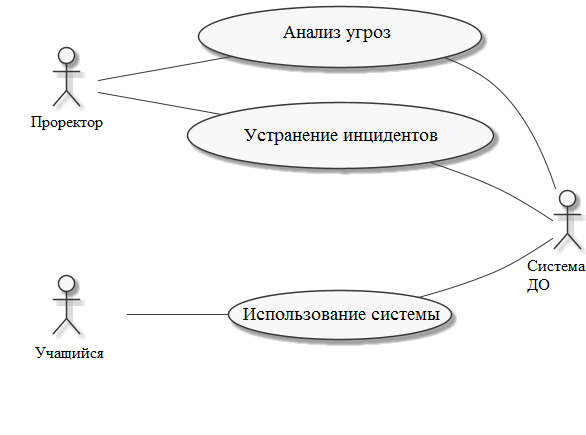 Анализ угроз
Проректор
Устранение инцидентов
Система
ДО
Использование системы
Учащийся